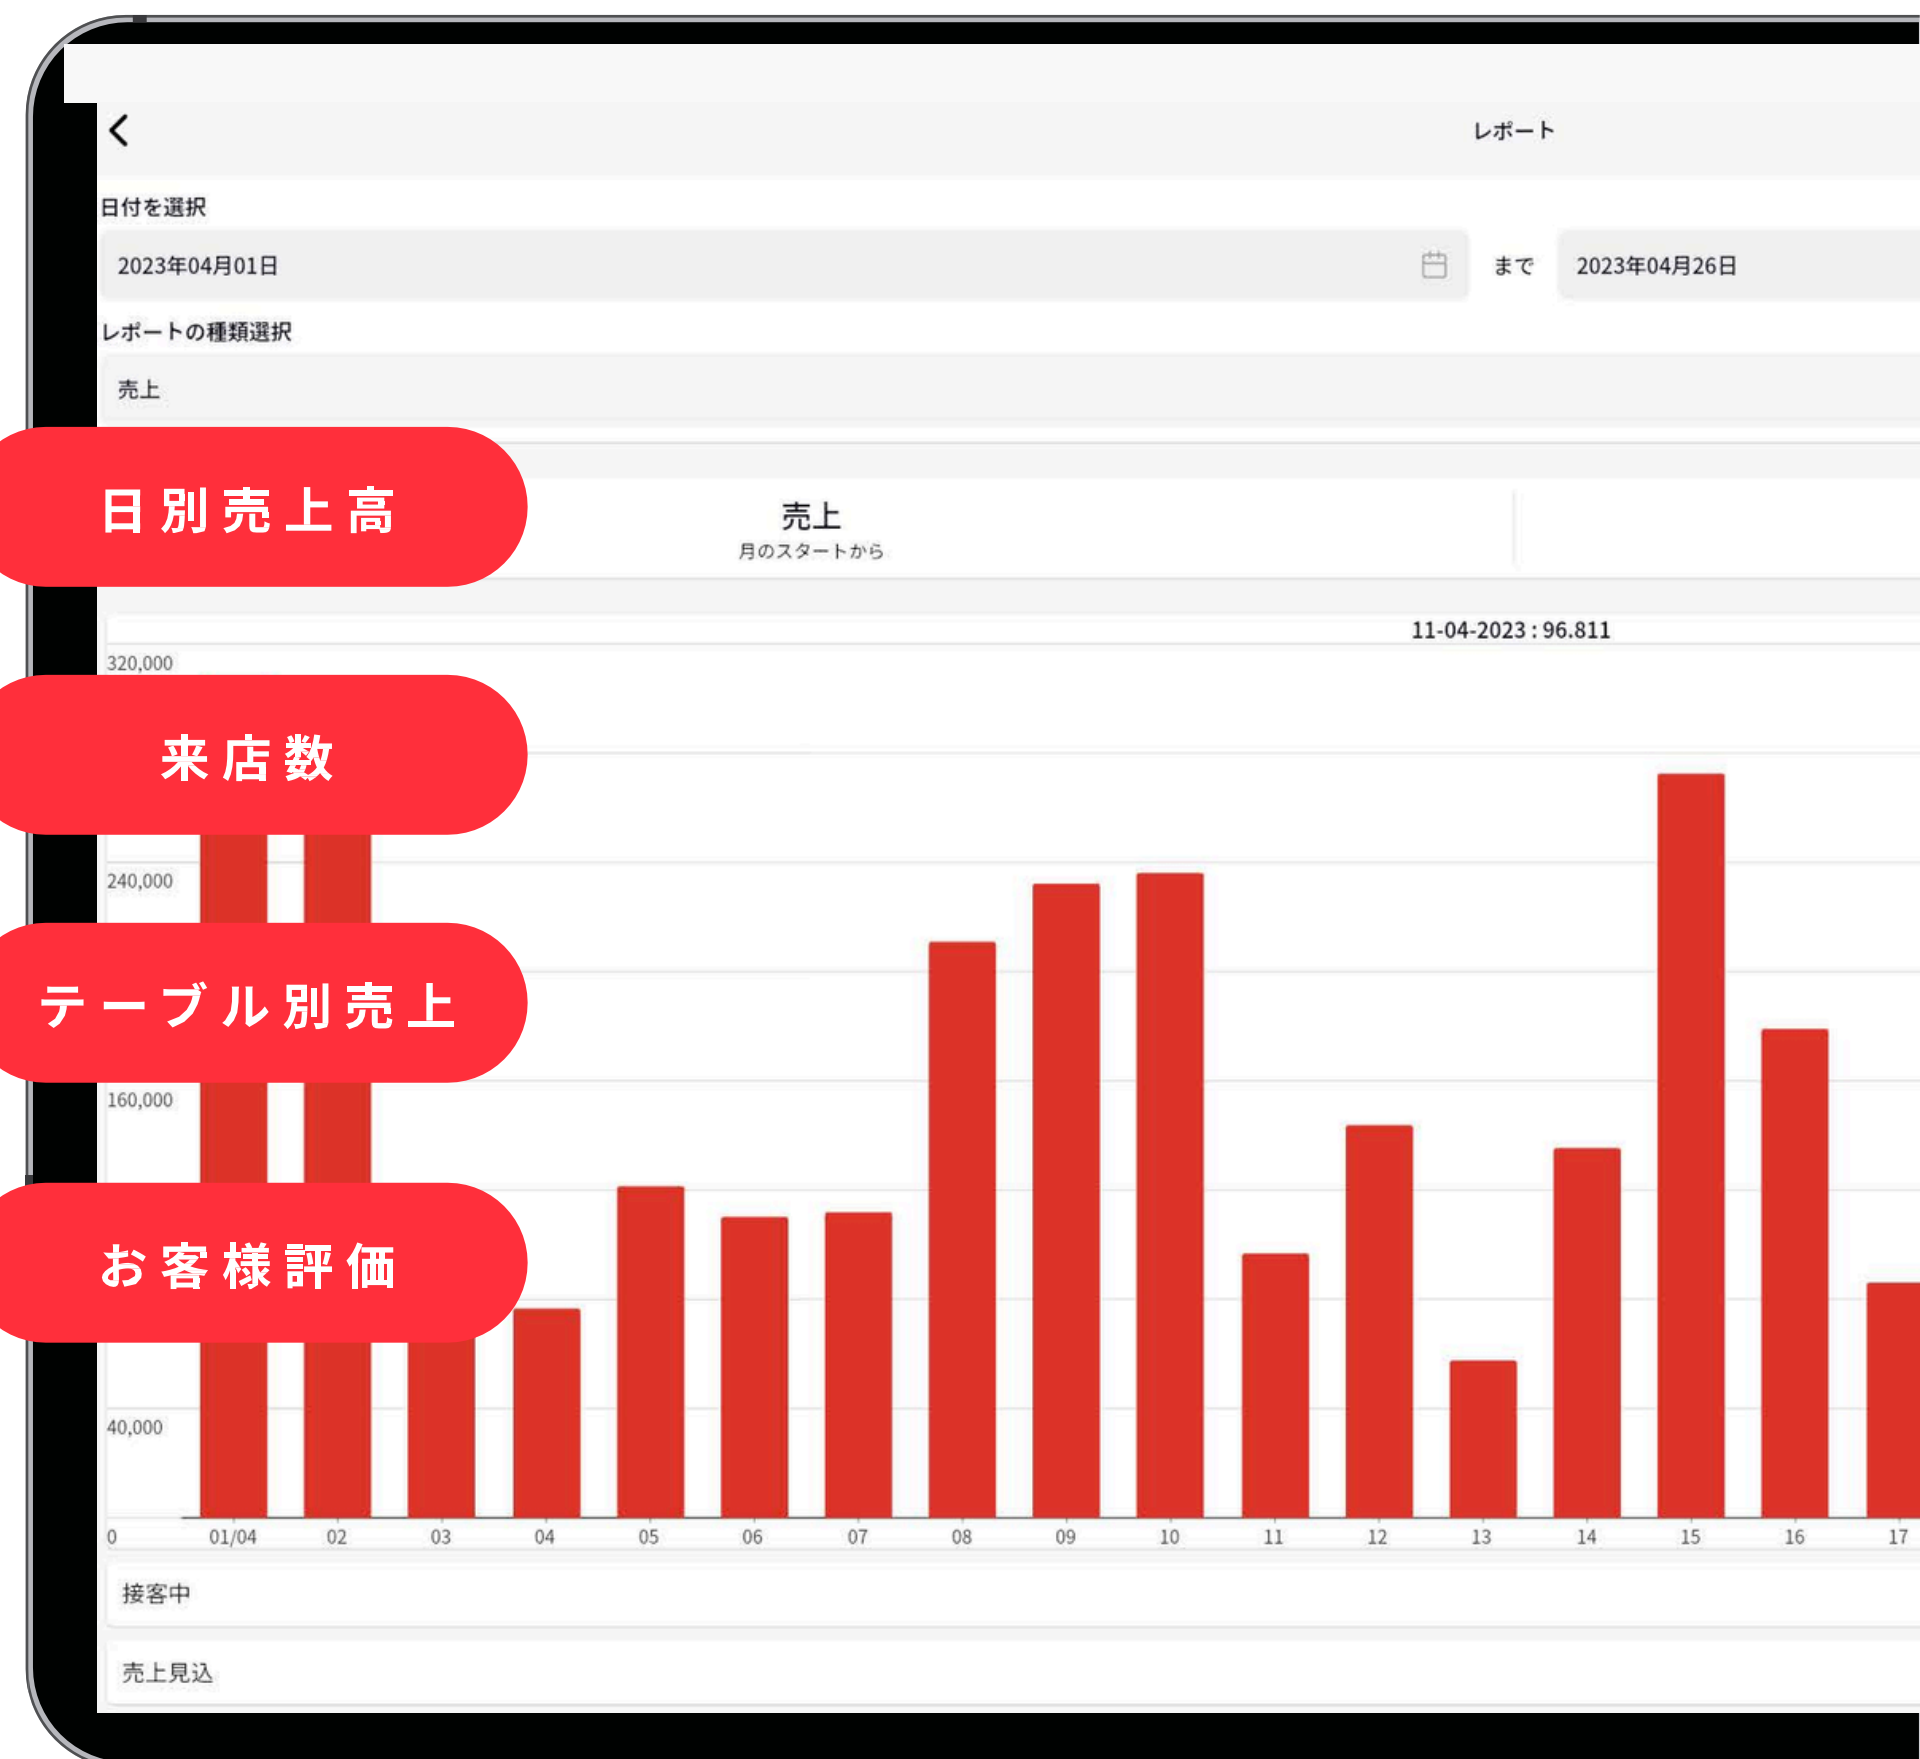 レポート
日付を選択
2023年04月01日
まで
2023年04月26日
レポートの種類選択
売上
日別売上高
売上
月のスタートから
11-04-2023 : 96.811
320,000
来店数
240,000
テーブル別売上
160,000
お客様評価
40,000
0
01/04 02 03 04 05 06 07 08 09 10 11 12 13 14 15 16 17
接客中
売上見込